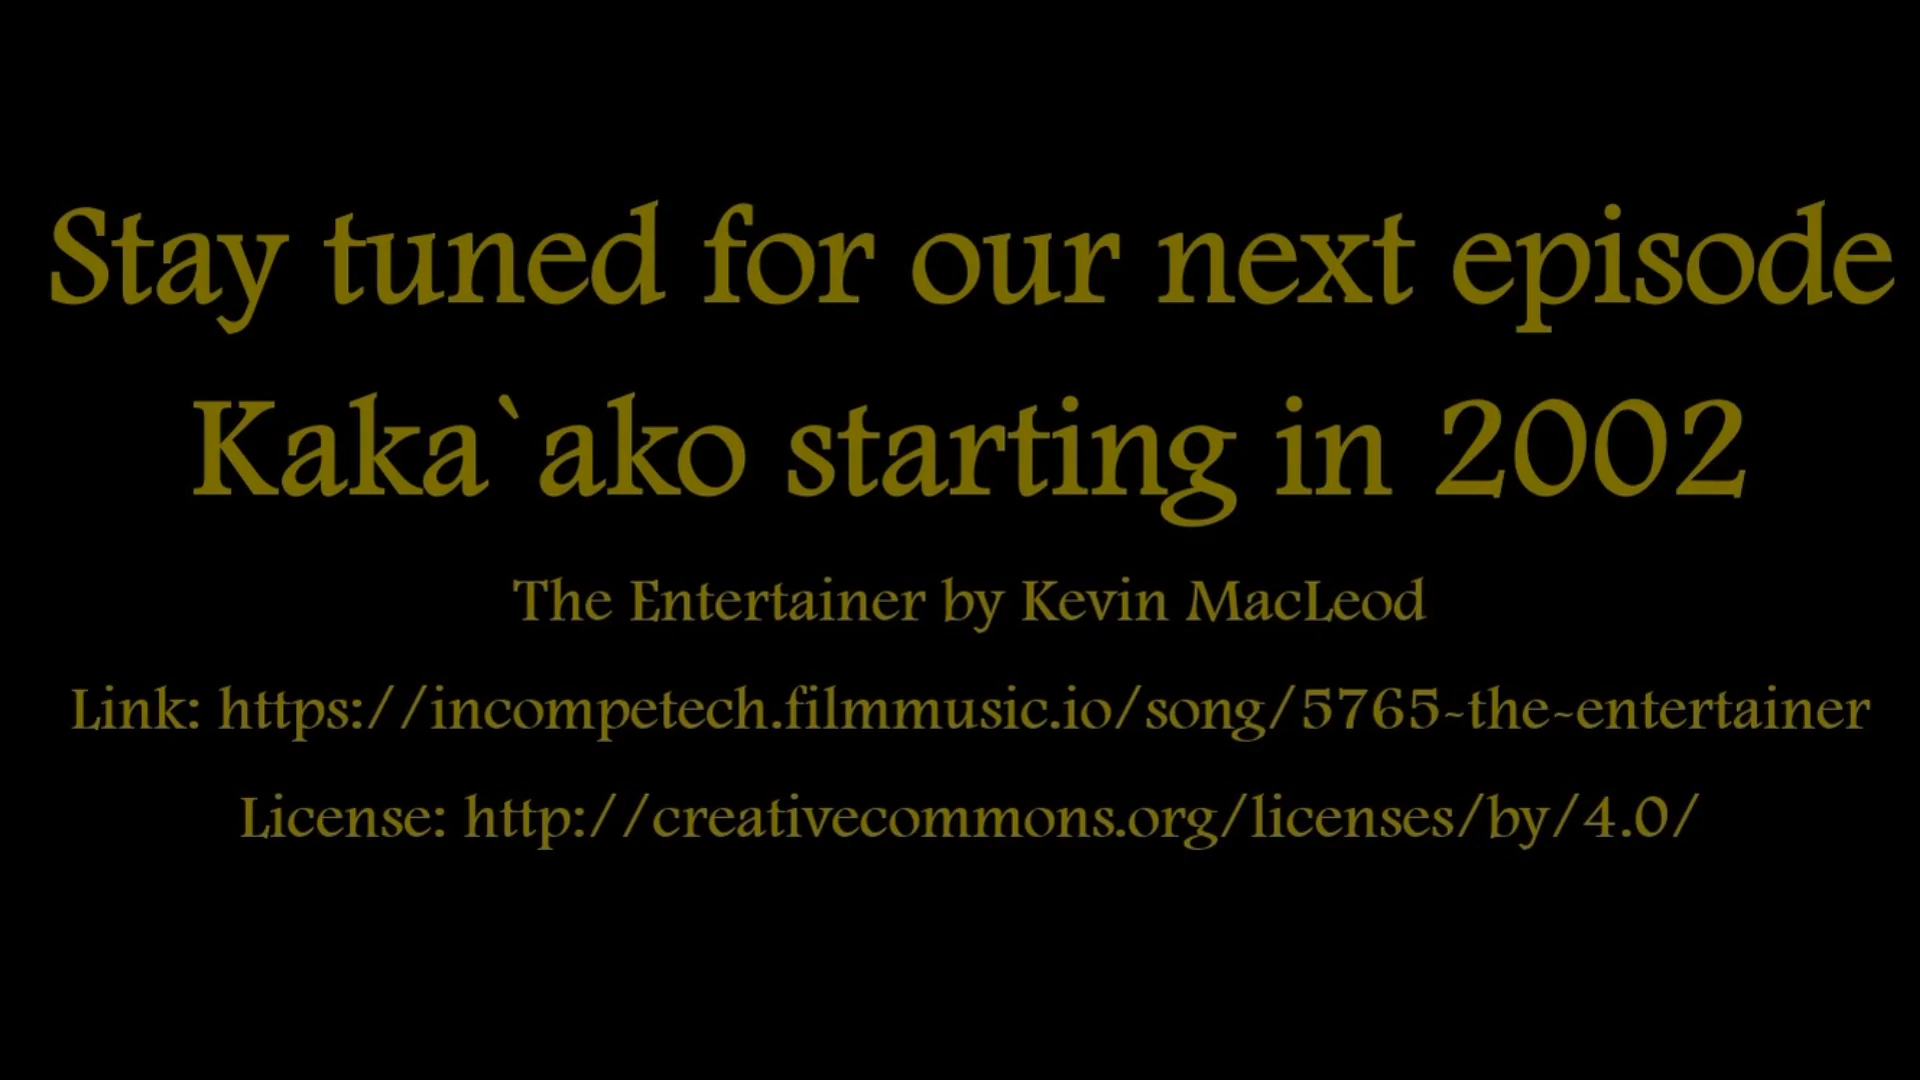 Stay tuned for our next episode
Kaka`ako starting in 2002
The Entertainer by Kevin MacLeod
Link: https://incompetech.filmmusic.io/song/5765-the-entertainer
License: http://creativecommons.org/licenses/by/4.0/